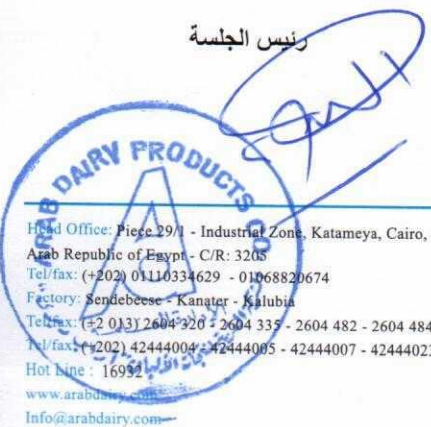 رئيس الجلسة
ARAB DAIRY PRODUCTS CO
Head Office: Piece 29/1 - Industrial Zone, Katameya, Cairo,
Arab Republic of Egypt - C/R: 3205
Tel/fax: (+202) 01110334629 - 01068820674
Factory: Sendebeese - Kanater - Kalubia
Tel/fax: (+2 013) 2604 320 - 2604 335 - 2604 482 - 2604 484
Tel/fax: (+202) 42444004 - 42444005 - 42444007 - 42444023
Hot Line : 16932
www.arabdairy.com
Info@arabdairy.com